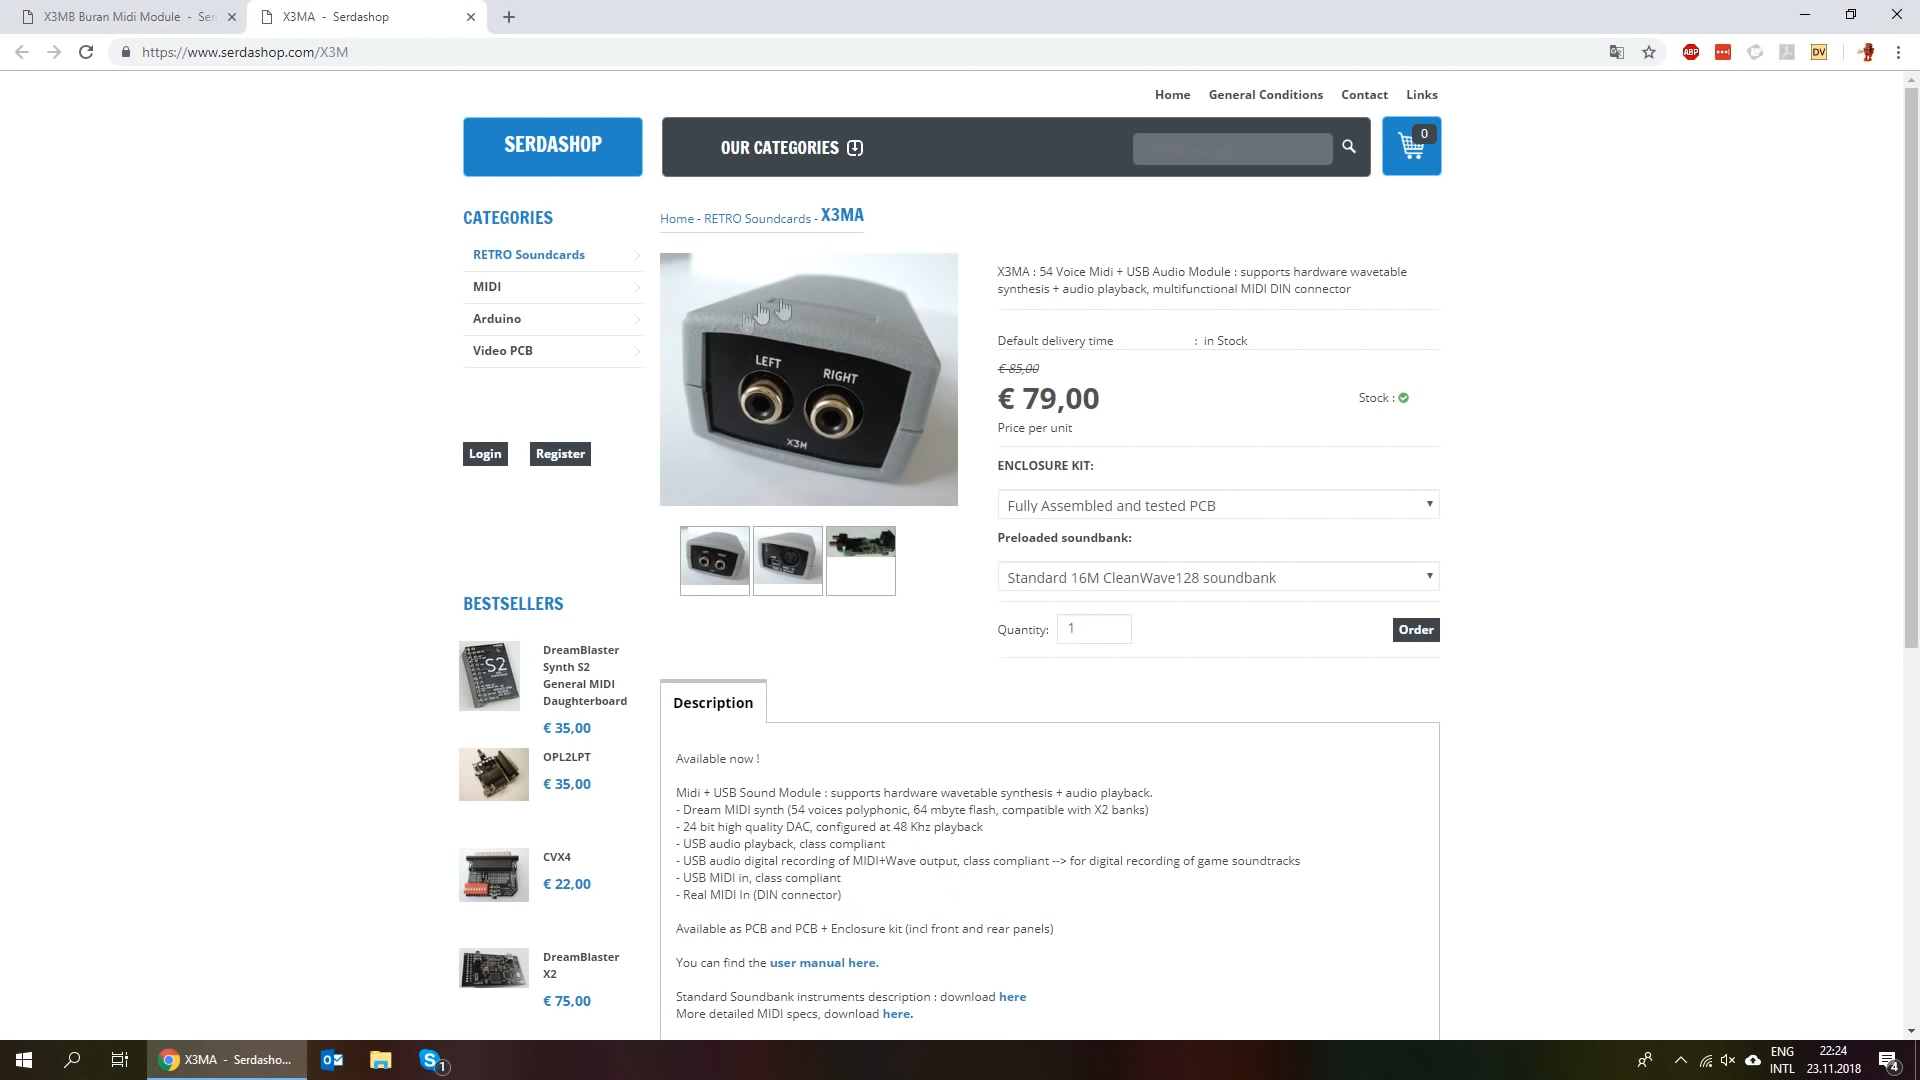 X3MB Buran Midi Module - Ser
X3MA - Serdashop
https://www.serdashop.com/X3M
ABP
DV
Home General Conditions Contact Links
SERDASHOP
OUR CATEGORIES
0
CATEGORIES
RETRO Soundcards
MIDI
Arduino
Video PCB
Login Register
BESTSELLERS
DreamBlaster
Synth S2
General MIDI
Daughterboard
€ 35,00
S2
OPL2LPT
€ 35,00
CVX4
€ 22,00
DreamBlaster
X2
€ 75,00
Home - RETRO Soundcards - X3MA
LEFT
RIGHT
X3M
X3MA : 54 Voice Midi + USB Audio Module : supports hardware wavetable
synthesis + audio playback, multifunctional MIDI DIN connector
Default delivery time : in Stock
€ 85,00
€ 79,00
Stock :
Price per unit
ENCLOSURE KIT:
Fully Assembled and tested PCB
Preloaded soundbank:
Standard 16M CleanWave128 soundbank
Quantity: 1
Order
Description
Available now !
Midi + USB Sound Module : supports hardware wavetable synthesis + audio playback.
- Dream MIDI synth (54 voices polyphonic, 64 mbyte flash, compatible with X2 banks)
- 24 bit high quality DAC, configured at 48 Khz playback
- USB audio playback, class compliant
- USB audio digital recording of MIDI+Wave output, class compliant --> for digital recording of game soundtracks
- USB MIDI in, class compliant
- Real MIDI In (DIN connector)
Available as PCB and PCB + Enclosure kit (incl front and rear panels)
You can find the user manual here.
Standard Soundbank instruments description : download here
More detailed MIDI specs, download here.
X3MA - Serdasho...
1
ENG
INTL
22:24
23.11.2018
4